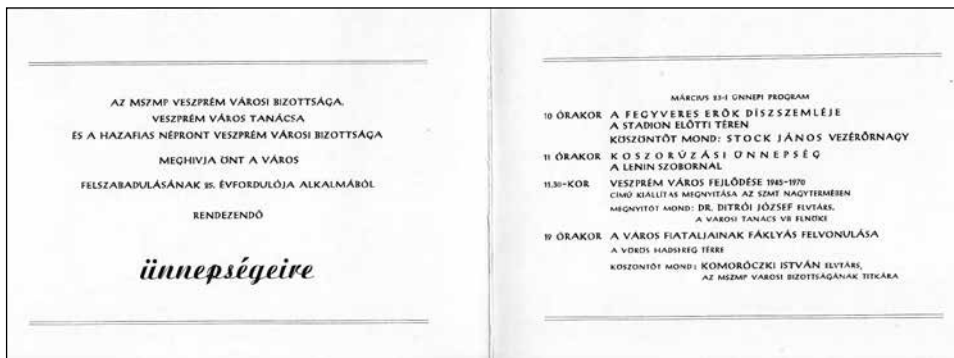 AZ MSZMP VESZPRÉM VÁROSI BIZOTTSÁGA,
VESZPRÉM VÁROS TANÁCSA
ÉS A HAZAFIAS NÉPFRONT VESZPRÉM VÁROSI BIZOTTSÁGA
MEGHIVJA ÖNT A VÁROS
FELSZABADULÁSÁNAK 25. ÉVFORDULÓJA ALKALMÁBÓL
RENDEZENDŐ
ünnepségeire
MÁRCIUS 23-I ÜNNEPI PROGRAM
10 ÓRAKOR A FEGYVERES ERŐK DÍSZSZEMLÉJE
A STADION ELŐTTI TÉREN
KÖSZÖNTŐT MOND: STOCK JÁNOS VEZÉRŐRNAGY
11 ÓRAKOR KOSZORÚZÁSI ÜNNEPSÉG
A LENIN SZOBORNAL
11,30-KOR VESZPRÉM VÁROS FEJLŐDÉSE 1945-1970
CÍMŰ KIÁLLÍTÁS MEGNYITÁSA AZ SZMT NAGYTERMÉBEN
MEGNYITÓT MOND: DR. DITRÓI JÓZSEF ELVTÁRS,
A VÁROSI TANÁCS VB ELNÖKE
19 ÓRAKOR A VÁROS FIATALJAINAK FÁKLYÁS FELVONULÁSA
A VÖRÖS HADSEREG TÉRRE
KÖSZÖNTŐT MOND: KOMORÓCZKI ISTVÁN ELVTÁRS,
AZ MSZMP VÁROSI BIZOTTSÁGÁNAK TITKÁRA